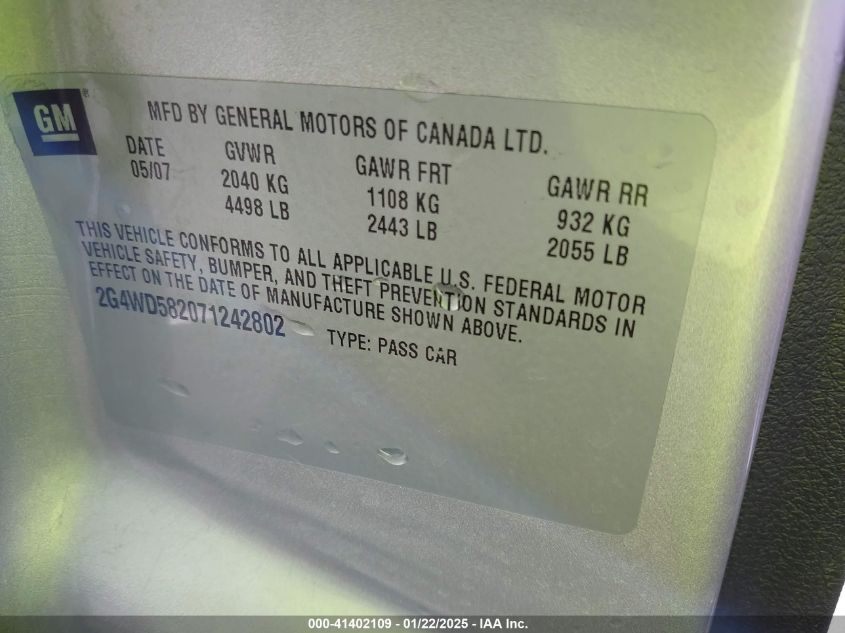 GM®
MFD BY GENERAL MOTORS OF CANADA LTD.
DATE GVWR GAWR FRT GAWR RR
05/07 2040 KG 1108 KG 932 KG
4498 LB 2443 LB 2055 LB
THIS VEHICLE CONFORMS TO ALL APPLICABLE U.S. FEDERAL MOTOR
VEHICLE SAFETY, BUMPER, AND THEFT PREVENTION STANDARDS IN
EFFECT ON THE DATE OF MANUFACTURE SHOWN ABOVE.
2G4WD582071242802 TYPE: PASS CAR
000-41402109 - 01/22/2025 - IAA Inc.